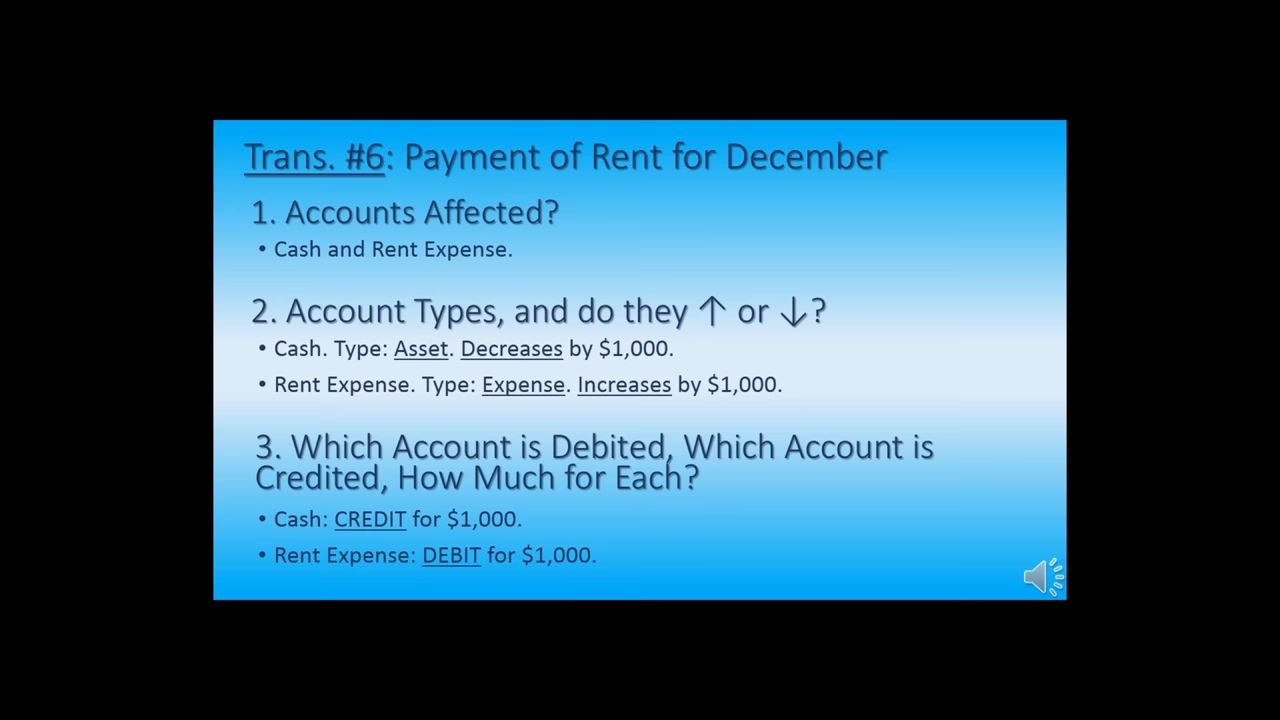 Trans. #6: Payment of Rent for December
1. Accounts Affected?
• Cash and Rent Expense.
2. Account Types, and do they ↑ or ↓?
• Cash. Type: Asset. Decreases by $1,000.
• Rent Expense. Type: Expense. Increases by $1,000.
3. Which Account is Debited, Which Account is
Credited, How Much for Each?
• Cash: CREDIT for $1,000.
• Rent Expense: DEBIT for $1,000.